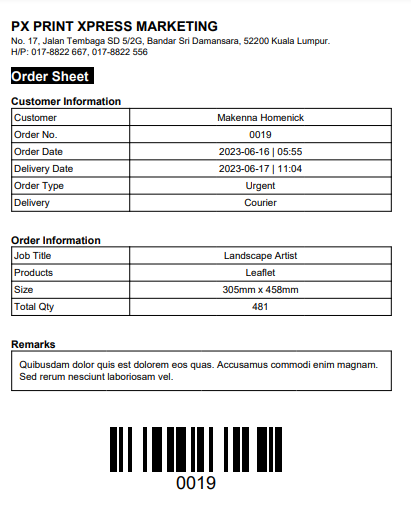 PX PRINT XPRESS MARKETING
No. 17, Jalan Tembaga SD 5/2G, Bandar Sri Damansara, 52200 Kuala Lumpur.
H/P: 017-8822 667, 017-8822 556
Order Sheet
Customer Information
Customer Makenna Homenick
Order No. 0019
Order Date 2023-06-16 | 05:55
Delivery Date 2023-06-17 | 11:04
Order Type Urgent
Delivery Courier
Order Information
Job Title Landscape Artist
Products Leaflet
Size 305mm x 458mm
Total Qty 481
Remarks
Quibusdam dolor quis est dolorem eos quas. Accusamus commodi enim magnam.
Sed rerum nesciunt laboriosam vel.
0019